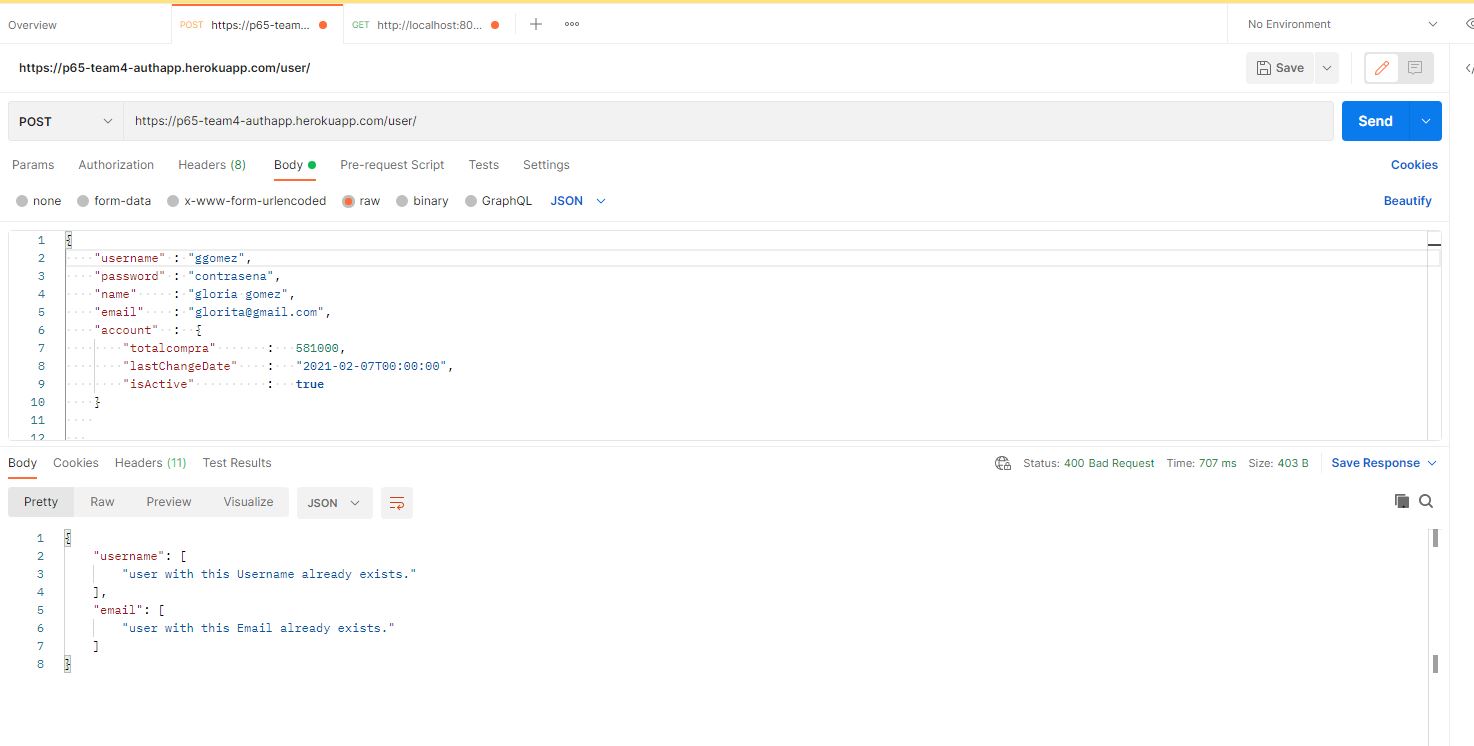 Overview
POST https://p65-team...
GET http://localhost:80...
No Environment
https://p65-team4-authapp.herokuapp.com/user/
Save
POST
https://p65-team4-authapp.herokuapp.com/user/
Send
Params Authorization Headers (8) Body Pre-request Script Tests Settings Cookies
none form-data x-www-form-urlencoded raw binary GraphQL JSON Beautify
1 {
2 "username" : "ggomez",
3 "password" : "contrasena",
4 "name" : "gloria gomez",
5 "email" : "glorita@gmail.com",
6 "account" : {
7 "totalcompra" : 581000,
8 "lastChangeDate" : "2021-02-07T00:00:00",
9 "isActive" : true
10 }
11
12
Body Cookies Headers (11) Test Results Status: 400 Bad Request Time: 707 ms Size: 403 B Save Response
Pretty Raw Preview Visualize JSON
1 {
2 "username": [
3 "user with this Username already exists."
4 ],
5 "email": [
6 "user with this Email already exists."
7 ]
8 }